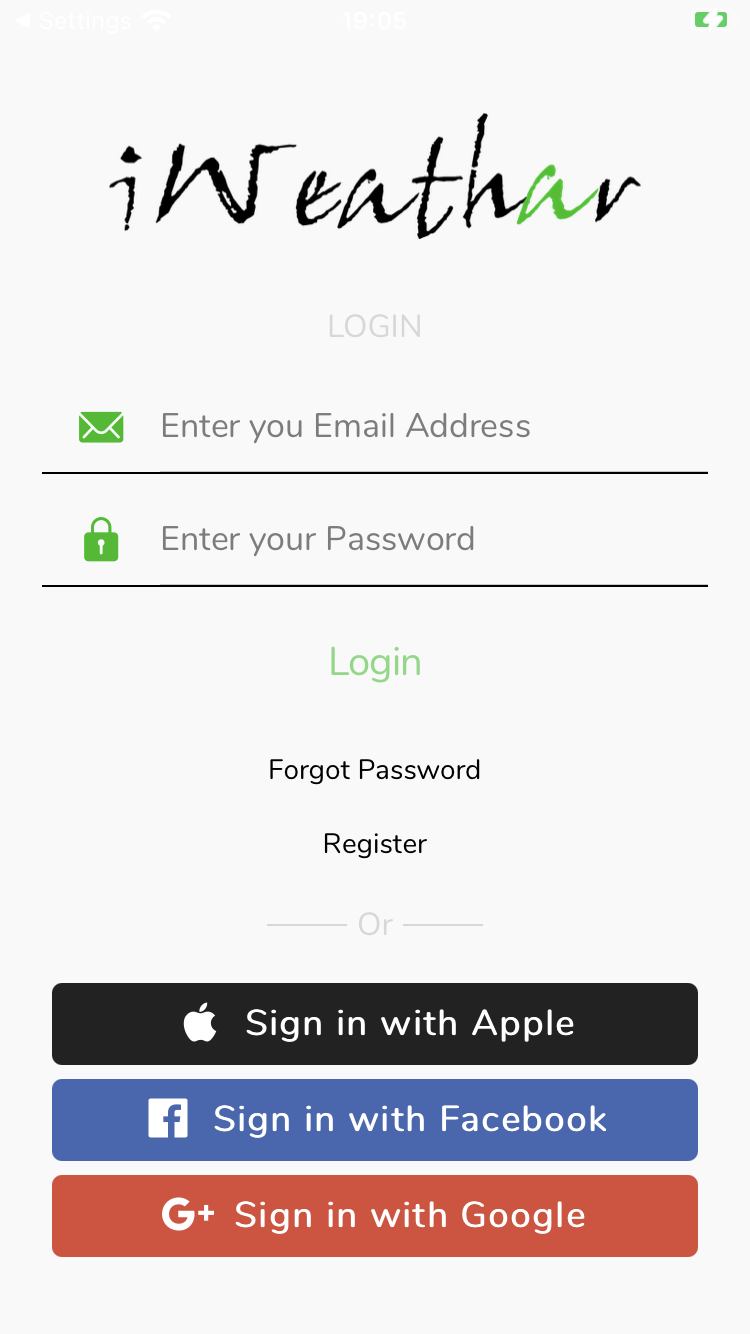 Settings
19:05
iWeathar
LOGIN
Enter you Email Address
Enter your Password
Login
Forgot Password
Register
Or
Sign in with Apple
Sign in with Facebook
G+ Sign in with Google